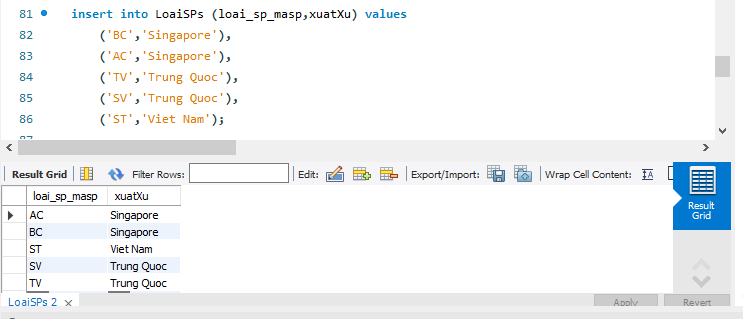 81 insert into LoaiSPs (loai_sp_masp,xuatXu) values
82 ('BC','Singapore'),
83 ('AC','Singapore'),
84 ('TV','Trung Quoc'),
85 ('SV','Trung Quoc'),
86 ('ST','Viet Nam');
Result Grid Filter Rows: Edit: Export/Import: Wrap Cell Content:
loai_sp_masp xuatXu
AC Singapore
BC Singapore
ST Viet Nam
SV Trung Quoc
TV Trung Quoc
Result
Grid
LoaiSPs 2 Apply Revert